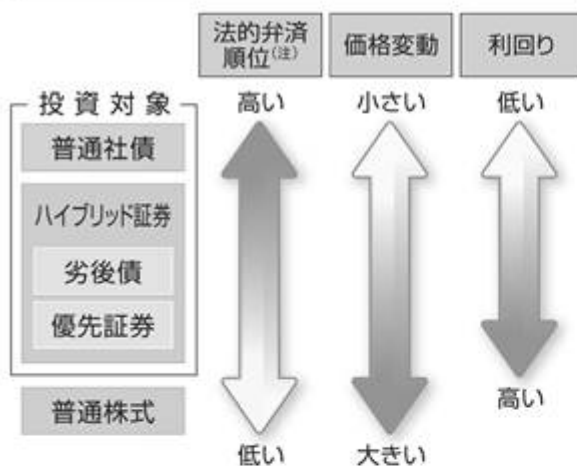 法的弁済
順位(注)
価格変動
利回り
高い
小さい
低い
投資対象
普通社債
ハイブリッド証券
劣後債
優先証券
普通株式
高い
低い
大きい